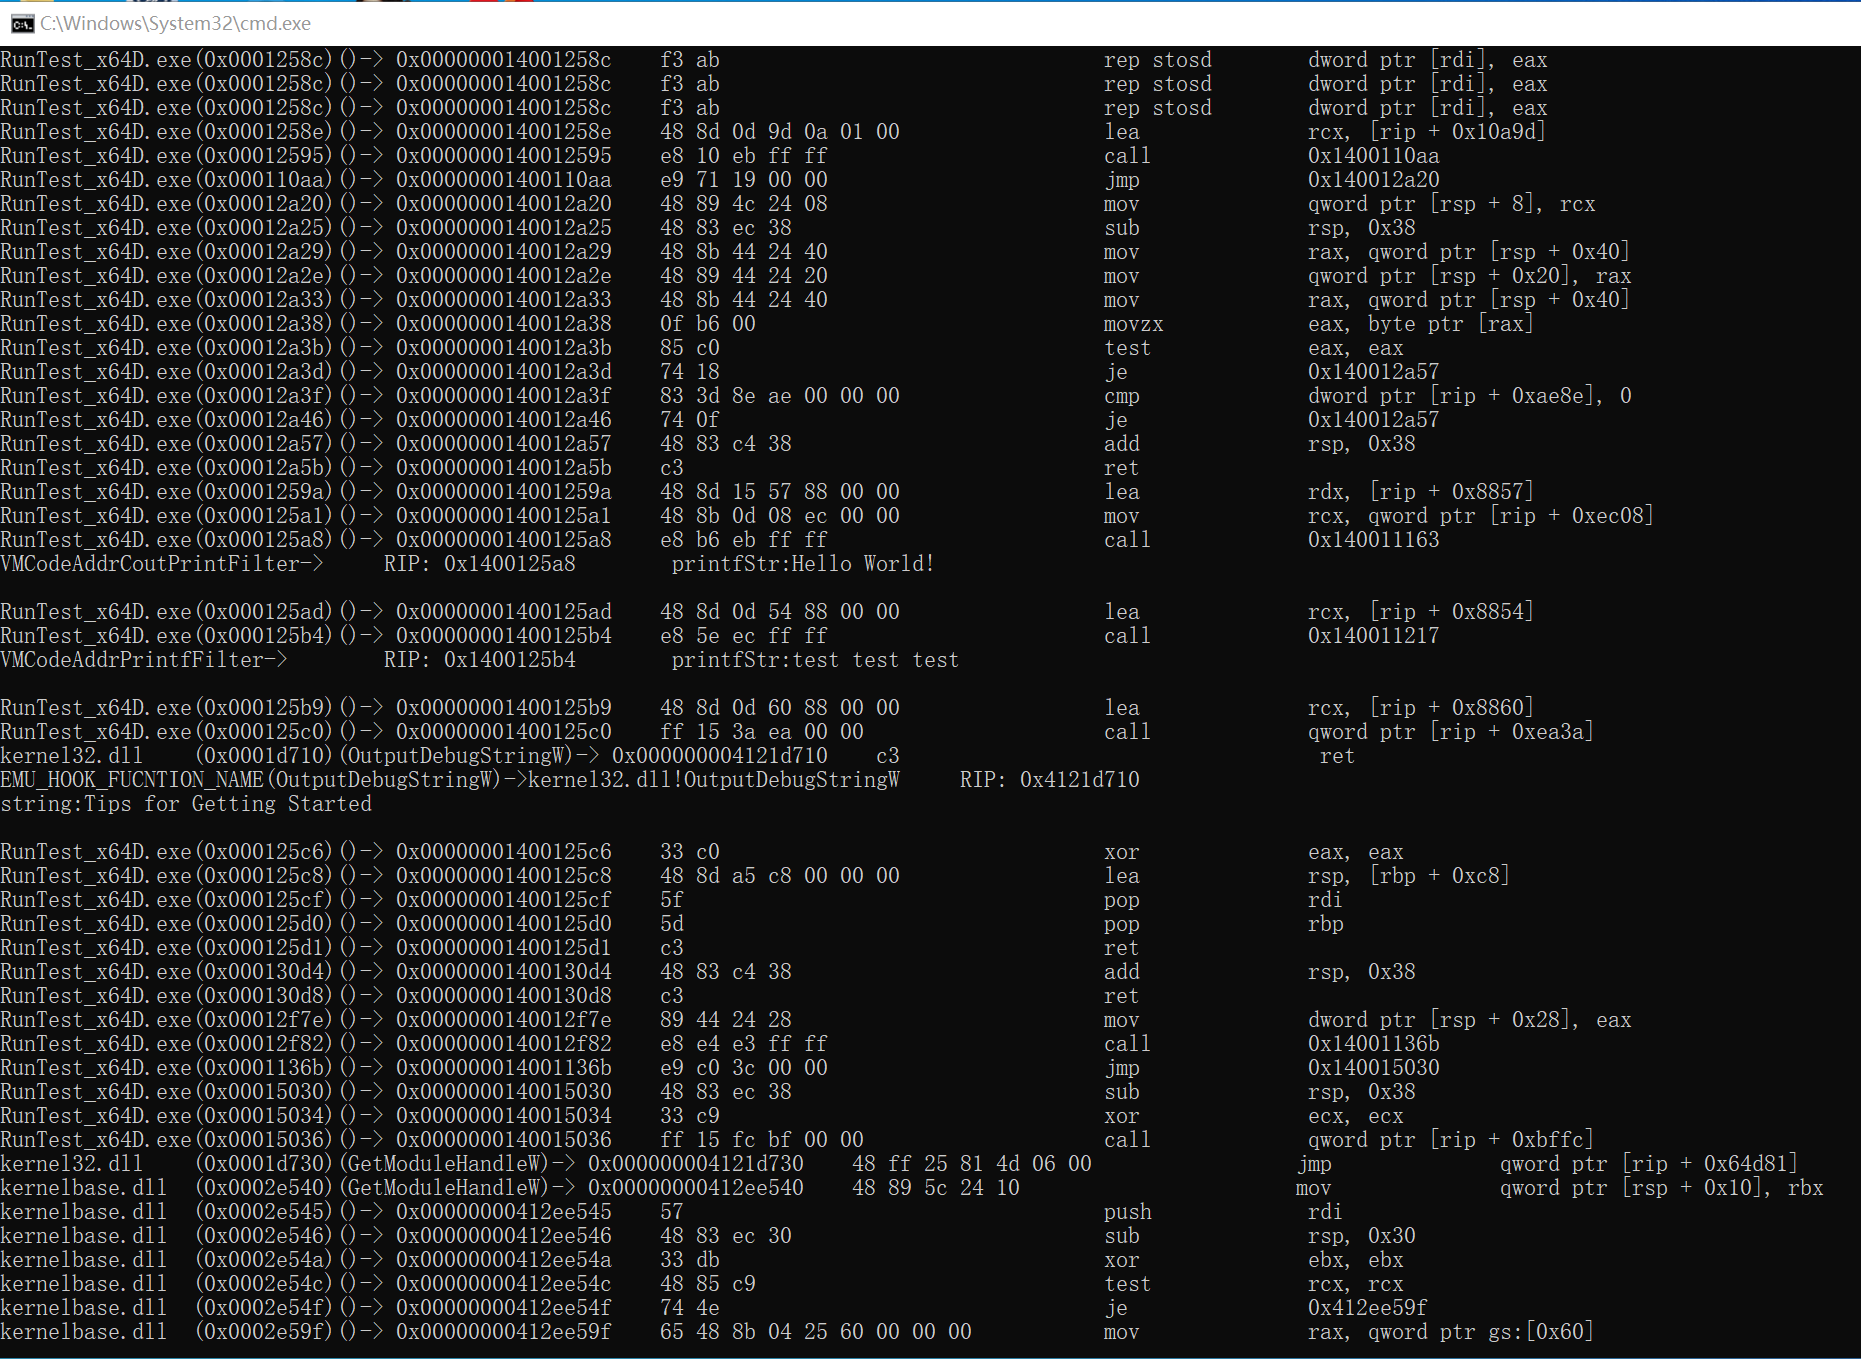 C:\Windows\System32\cmd.exe
RunTest_x64D.exe(0x0001258c)()-> 0x000000014001258c    f3 ab    rep stosd    dword ptr [rdi], eax
RunTest_x64D.exe(0x0001258c)()-> 0x000000014001258c    f3 ab    rep stosd    dword ptr [rdi], eax
RunTest_x64D.exe(0x0001258c)()-> 0x000000014001258c    f3 ab    rep stosd    dword ptr [rdi], eax
RunTest_x64D.exe(0x0001258e)()-> 0x000000014001258e    48 8d 0d 9d 0a 01 00    lea    rcx, [rip + 0x10a9d]
RunTest_x64D.exe(0x00012595)()-> 0x0000000140012595    e8 10 eb ff ff    call    0x1400110aa
RunTest_x64D.exe(0x000110aa)()-> 0x00000001400110aa    e9 71 19 00 00    jmp    0x140012a20
RunTest_x64D.exe(0x00012a20)()-> 0x0000000140012a20    48 89 4c 24 08    mov    qword ptr [rsp + 8], rcx
RunTest_x64D.exe(0x00012a25)()-> 0x0000000140012a25    48 83 ec 38    sub    rsp, 0x38
RunTest_x64D.exe(0x00012a29)()-> 0x0000000140012a29    48 8b 44 24 40    mov    rax, qword ptr [rsp + 0x40]
RunTest_x64D.exe(0x00012a2e)()-> 0x0000000140012a2e    48 89 44 24 20    mov    qword ptr [rsp + 0x20], rax
RunTest_x64D.exe(0x00012a33)()-> 0x0000000140012a33    48 8b 44 24 40    mov    rax, qword ptr [rsp + 0x40]
RunTest_x64D.exe(0x00012a38)()-> 0x0000000140012a38    0f b6 00    movzx    eax, byte ptr [rax]
RunTest_x64D.exe(0x00012a3b)()-> 0x0000000140012a3b    85 c0    test    eax, eax
RunTest_x64D.exe(0x00012a3d)()-> 0x0000000140012a3d    74 18    je    0x140012a57
RunTest_x64D.exe(0x00012a3f)()-> 0x0000000140012a3f    83 3d 8e ae 00 00 00    cmp    dword ptr [rip + 0xae8e], 0
RunTest_x64D.exe(0x00012a46)()-> 0x0000000140012a46    74 0f    je    0x140012a57
RunTest_x64D.exe(0x00012a57)()-> 0x0000000140012a57    48 83 c4 38    add    rsp, 0x38
RunTest_x64D.exe(0x00012a5b)()-> 0x0000000140012a5b    c3    ret
RunTest_x64D.exe(0x0001259a)()-> 0x000000014001259a    48 8d 15 57 88 00 00    lea    rdx, [rip + 0x8857]
RunTest_x64D.exe(0x000125a1)()-> 0x00000001400125a1    48 8b 0d 08 ec 00 00    mov    rcx, qword ptr [rip + 0xec08]
RunTest_x64D.exe(0x000125a8)()-> 0x00000001400125a8    e8 b6 eb ff ff    call    0x140011163
VMCodeAddrCoutPrintFilter->    RIP: 0x1400125a8    printfStr:Hello World!
RunTest_x64D.exe(0x000125ad)()-> 0x00000001400125ad    48 8d 0d 54 88 00 00    lea    rcx, [rip + 0x8854]
RunTest_x64D.exe(0x000125b4)()-> 0x00000001400125b4    e8 5e ec ff ff    call    0x140011217
VMCodeAddrPrintfFilter->    RIP: 0x1400125b4    printfStr:test test test
RunTest_x64D.exe(0x000125b9)()-> 0x00000001400125b9    48 8d 0d 60 88 00 00    lea    rcx, [rip + 0x8860]
RunTest_x64D.exe(0x000125c0)()-> 0x00000001400125c0    ff 15 3a ea 00 00    call    qword ptr [rip + 0xea3a]
kernel32.dll    (0x0001d710)(OutputDebugStringW)-> 0x000000004121d710    c3    ret
EMU_HOOK_FUCNTION_NAME(OutputDebugStringW)->kernel32.dll!OutputDebugStringW    RIP: 0x4121d710
string:Tips for Getting Started
RunTest_x64D.exe(0x000125c6)()-> 0x00000001400125c6    33 c0    xor    eax, eax
RunTest_x64D.exe(0x000125c8)()-> 0x00000001400125c8    48 8d a5 c8 00 00 00    lea    rsp, [rbp + 0xc8]
RunTest_x64D.exe(0x000125cf)()-> 0x00000001400125cf    5f    pop    rdi
RunTest_x64D.exe(0x000125d0)()-> 0x00000001400125d0    5d    pop    rbp
RunTest_x64D.exe(0x000125d1)()-> 0x00000001400125d1    c3    ret
RunTest_x64D.exe(0x000130d4)()-> 0x00000001400130d4    48 83 c4 38    add    rsp, 0x38
RunTest_x64D.exe(0x000130d8)()-> 0x00000001400130d8    c3    ret
RunTest_x64D.exe(0x00012f7e)()-> 0x0000000140012f7e    89 44 24 28    mov    dword ptr [rsp + 0x28], eax
RunTest_x64D.exe(0x00012f82)()-> 0x0000000140012f82    e8 e4 e3 ff ff    call    0x14001136b
RunTest_x64D.exe(0x0001136b)()-> 0x000000014001136b    e9 c0 3c 00 00    jmp    0x140015030
RunTest_x64D.exe(0x00015030)()-> 0x0000000140015030    48 83 ec 38    sub    rsp, 0x38
RunTest_x64D.exe(0x00015034)()-> 0x0000000140015034    33 c9    xor    ecx, ecx
RunTest_x64D.exe(0x00015036)()-> 0x0000000140015036    ff 15 fc bf 00 00    call    qword ptr [rip + 0xbffc]
kernel32.dll    (0x0001d730)(GetModuleHandleW)-> 0x000000004121d730    48 ff 25 81 4d 06 00    jmp    qword ptr [rip + 0x64d81]
kernelbase.dll  (0x0002e540)(GetModuleHandleW)-> 0x00000000412ee540    48 89 5c 24 10    mov    qword ptr [rsp + 0x10], rbx
kernelbase.dll  (0x0002e545)()-> 0x00000000412ee545    57    push    rdi
kernelbase.dll  (0x0002e546)()-> 0x00000000412ee546    48 83 ec 30    sub    rsp, 0x30
kernelbase.dll  (0x0002e54a)()-> 0x00000000412ee54a    33 db    xor    ebx, ebx
kernelbase.dll  (0x0002e54c)()-> 0x00000000412ee54c    48 85 c9    test    rcx, rcx
kernelbase.dll  (0x0002e54f)()-> 0x00000000412ee54f    74 4e    je    0x412ee59f
kernelbase.dll  (0x0002e59f)()-> 0x00000000412ee59f    65 48 8b 04 25 60 00 00 00    mov    rax, qword ptr gs:[0x60]